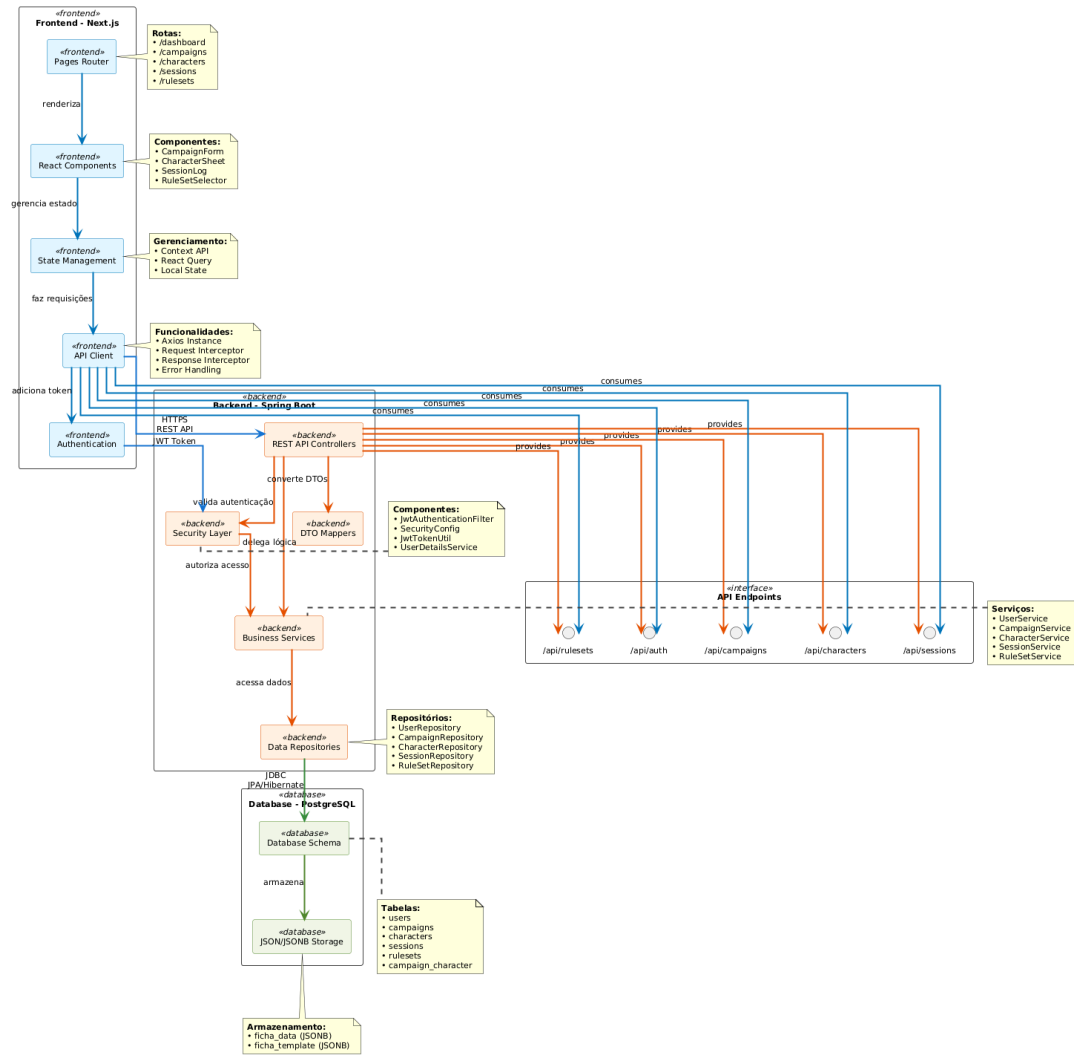 «frontend»
Frontend - Next.js
«frontend»
Pages Router
Rotas:
• /dashboard
• /campaigns
• /characters
• /sessions
• /rulesets
renderiza
«frontend»
React Components
Componentes:
• CampaignForm
• CharacterSheet
• SessionLog
• RuleSetSelector
gerencia estado
«frontend»
State Management
Gerenciamento:
• Context API
• React Query
• Local State
faz requisições
«frontend»
API Client
Funcionalidades:
• Axios Instance
• Request Interceptor
• Response Interceptor
• Error Handling
adiciona token
«frontend»
Authentication
consumes
consumes
consumes
consumes
consumes
«backend»
Backend - Spring Boot
HTTPS
REST API
JWT Token
«backend»
REST API Controllers
provides
provides
provides
provides
provides
converte DTOs
valida autenticação
«backend»
Security Layer
«backend»
DTO Mappers
Componentes:
• JwtAuthenticationFilter
• SecurityConfig
• JwtTokenUtil
• UserDetailsService
delega lógica
autoriza acesso
«backend»
Business Services
«interface»
API Endpoints
/api/rulesets
/api/auth
/api/campaigns
/api/characters
/api/sessions
Serviços:
• UserService
• CampaignService
• CharacterService
• SessionService
• RuleSetService
acessa dados
«backend»
Data Repositories
Repositórios:
• UserRepository
• CampaignRepository
• CharacterRepository
• SessionRepository
• RuleSetRepository
JDBC
JPA/Hibernate
«database»
Database - PostgreSQL
«database»
Database Schema
armazena
«database»
JSON/JSONB Storage
Tabelas:
• users
• campaigns
• characters
• sessions
• rulesets
• campaign_character
Armazenamento:
• ficha_data (JSONB)
• ficha_template (JSONB)